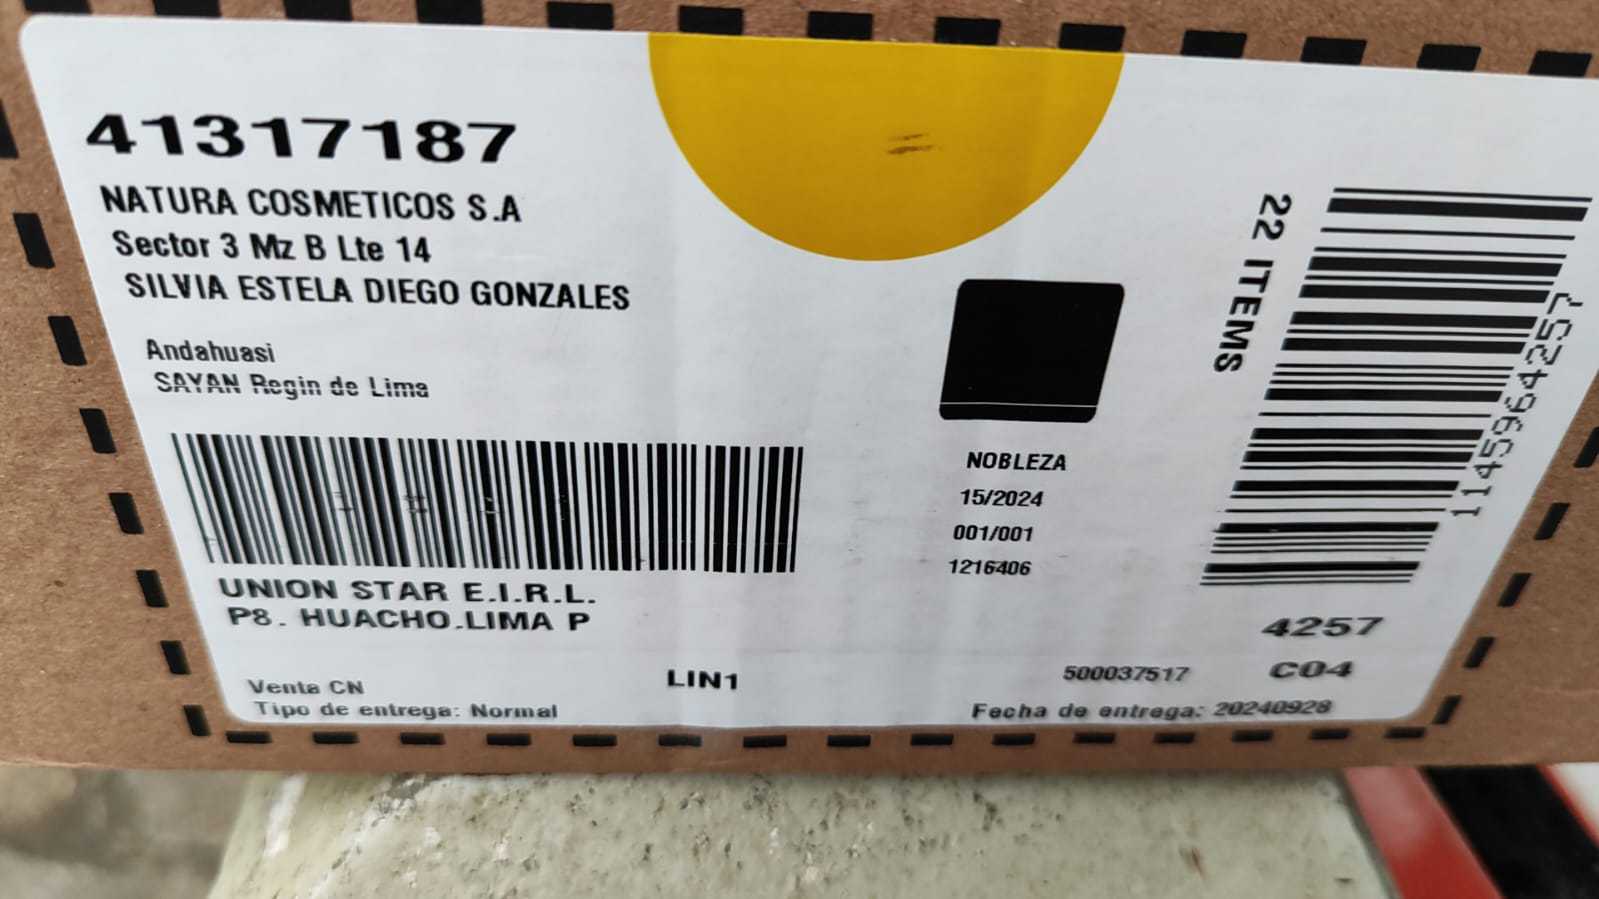 41317187
NATURA COSMETICOS S.A
Sector 3 Mz B Lte 14
SILVIA ESTELA DIEGO GONZALES
Andahuasi
SAYAN Regin de Lima
UNION STAR E.I.R.L.
P8. HUACHO.LIMA P
Venta CN
Tipo de entrega: Normal
LIN1
NOBLEZA
15/2024
001/001
1216406
22 ITEMS
114596964257
4257
C04
500037517
Fecha de entrega: 20240928